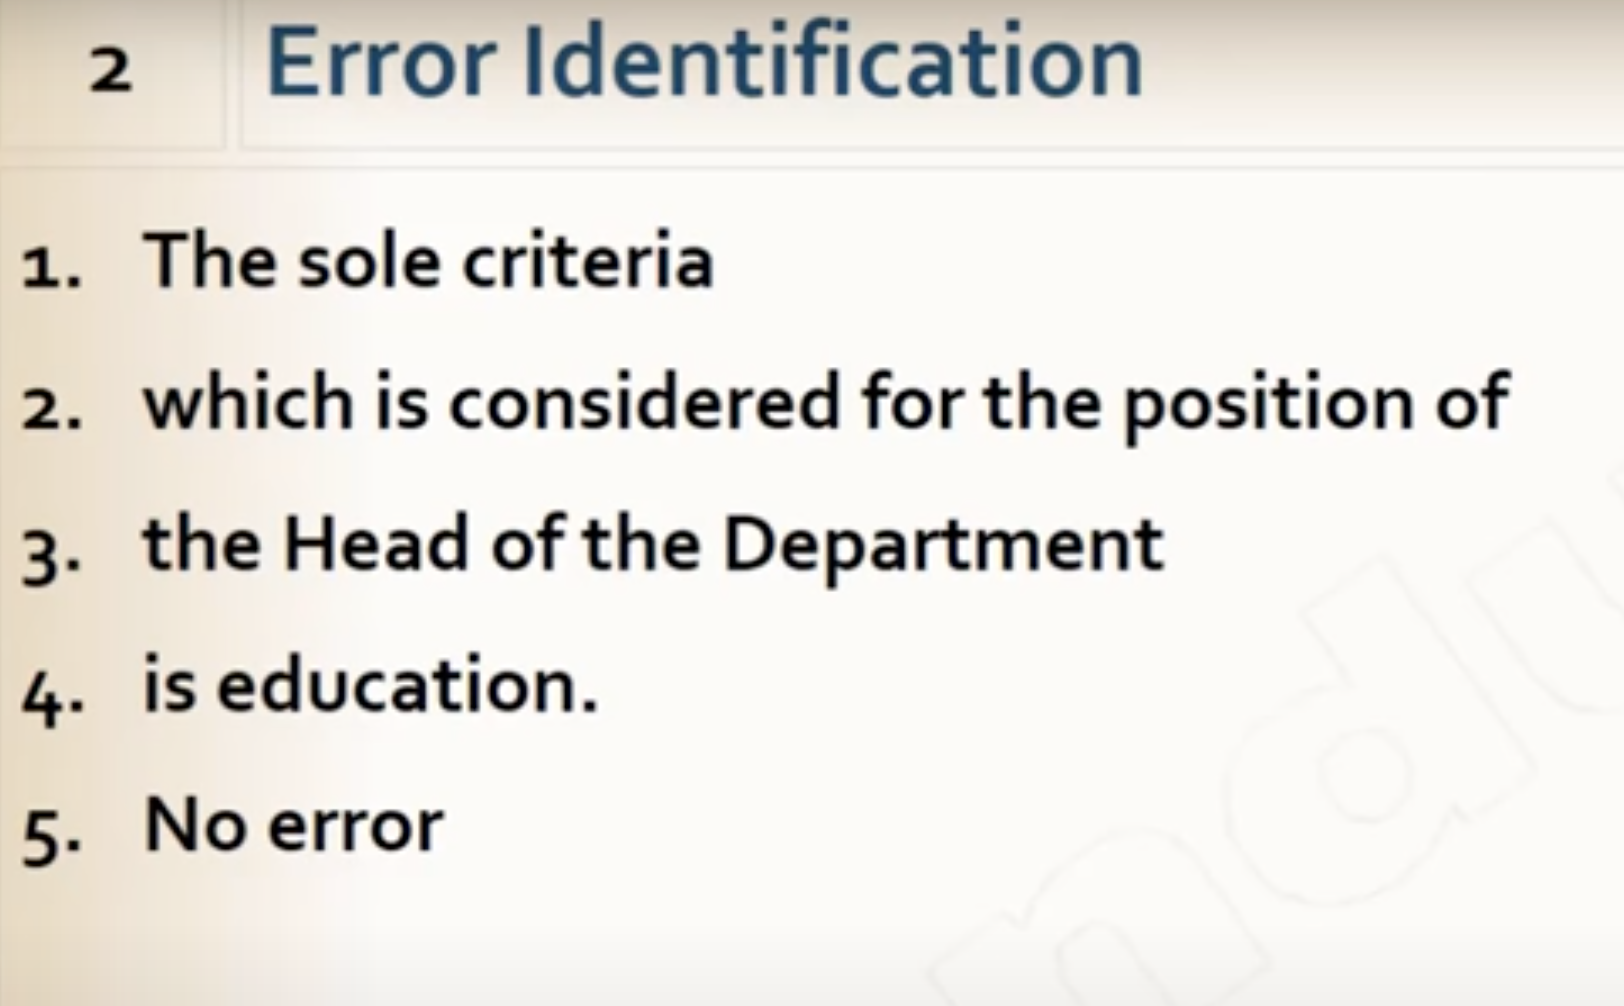 2 Error Identification
1. The sole criteria
2. which is considered for the position of
3. the Head of the Department
4. is education.
5. No error